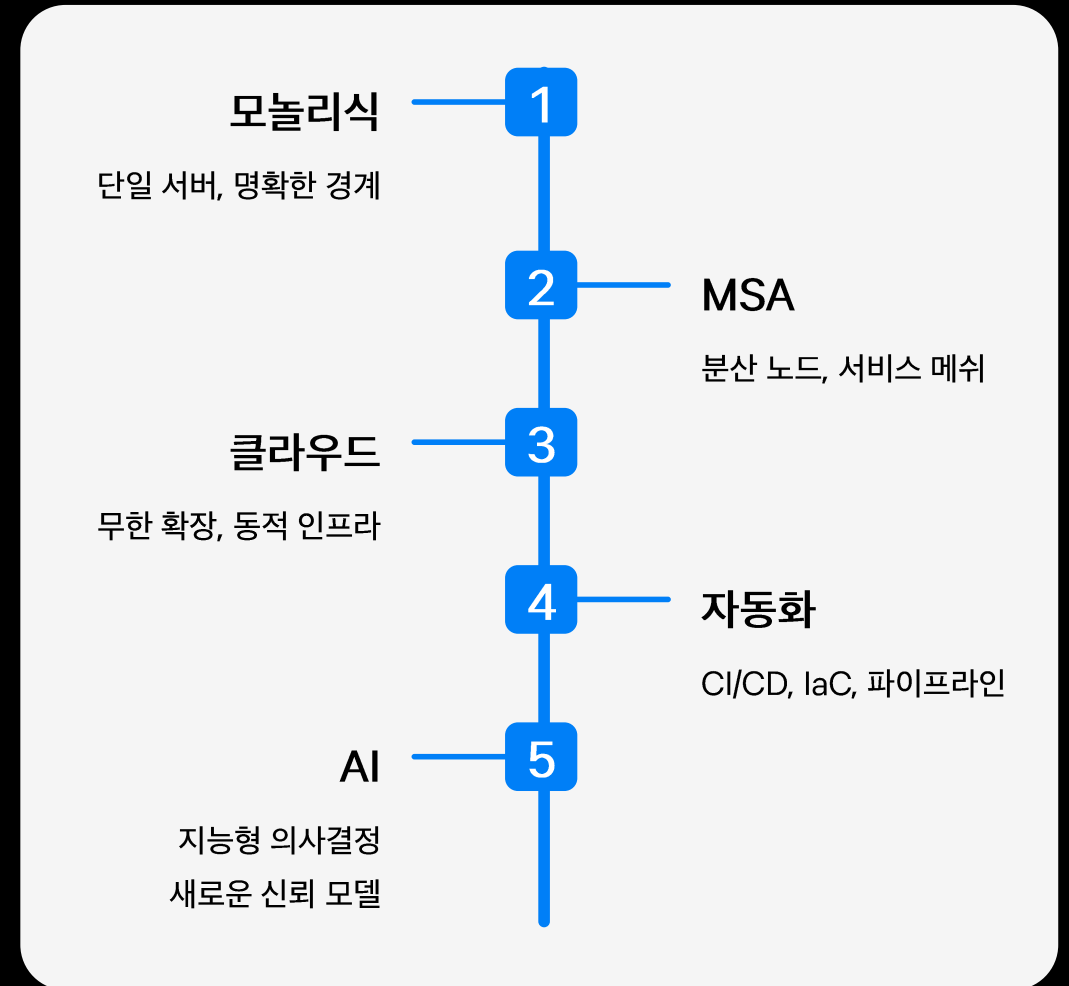 1
모놀리식
단일 서버, 명확한 경계
2
MSA
분산 노드, 서비스 메쉬
3
클라우드
무한 확장, 동적 인프라
4
자동화
CI/CD, IaC, 파이프라인
5
AI
지능형 의사결정
새로운 신뢰 모델